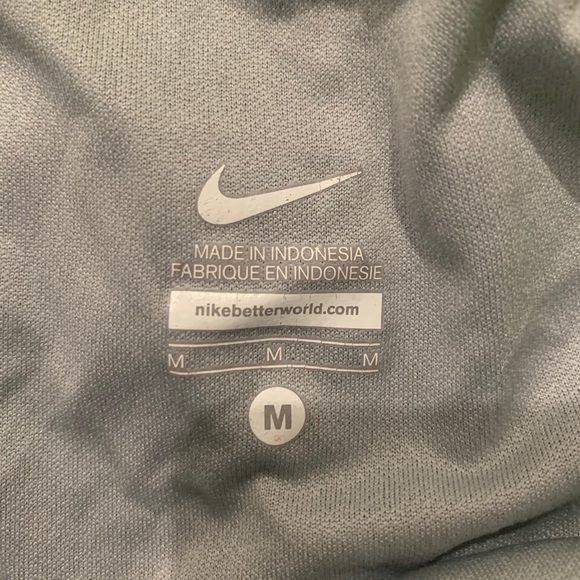 MADE IN INDONESIA
FABRIQUE EN INDONESIE
nikebetterworld.com
M M M
M